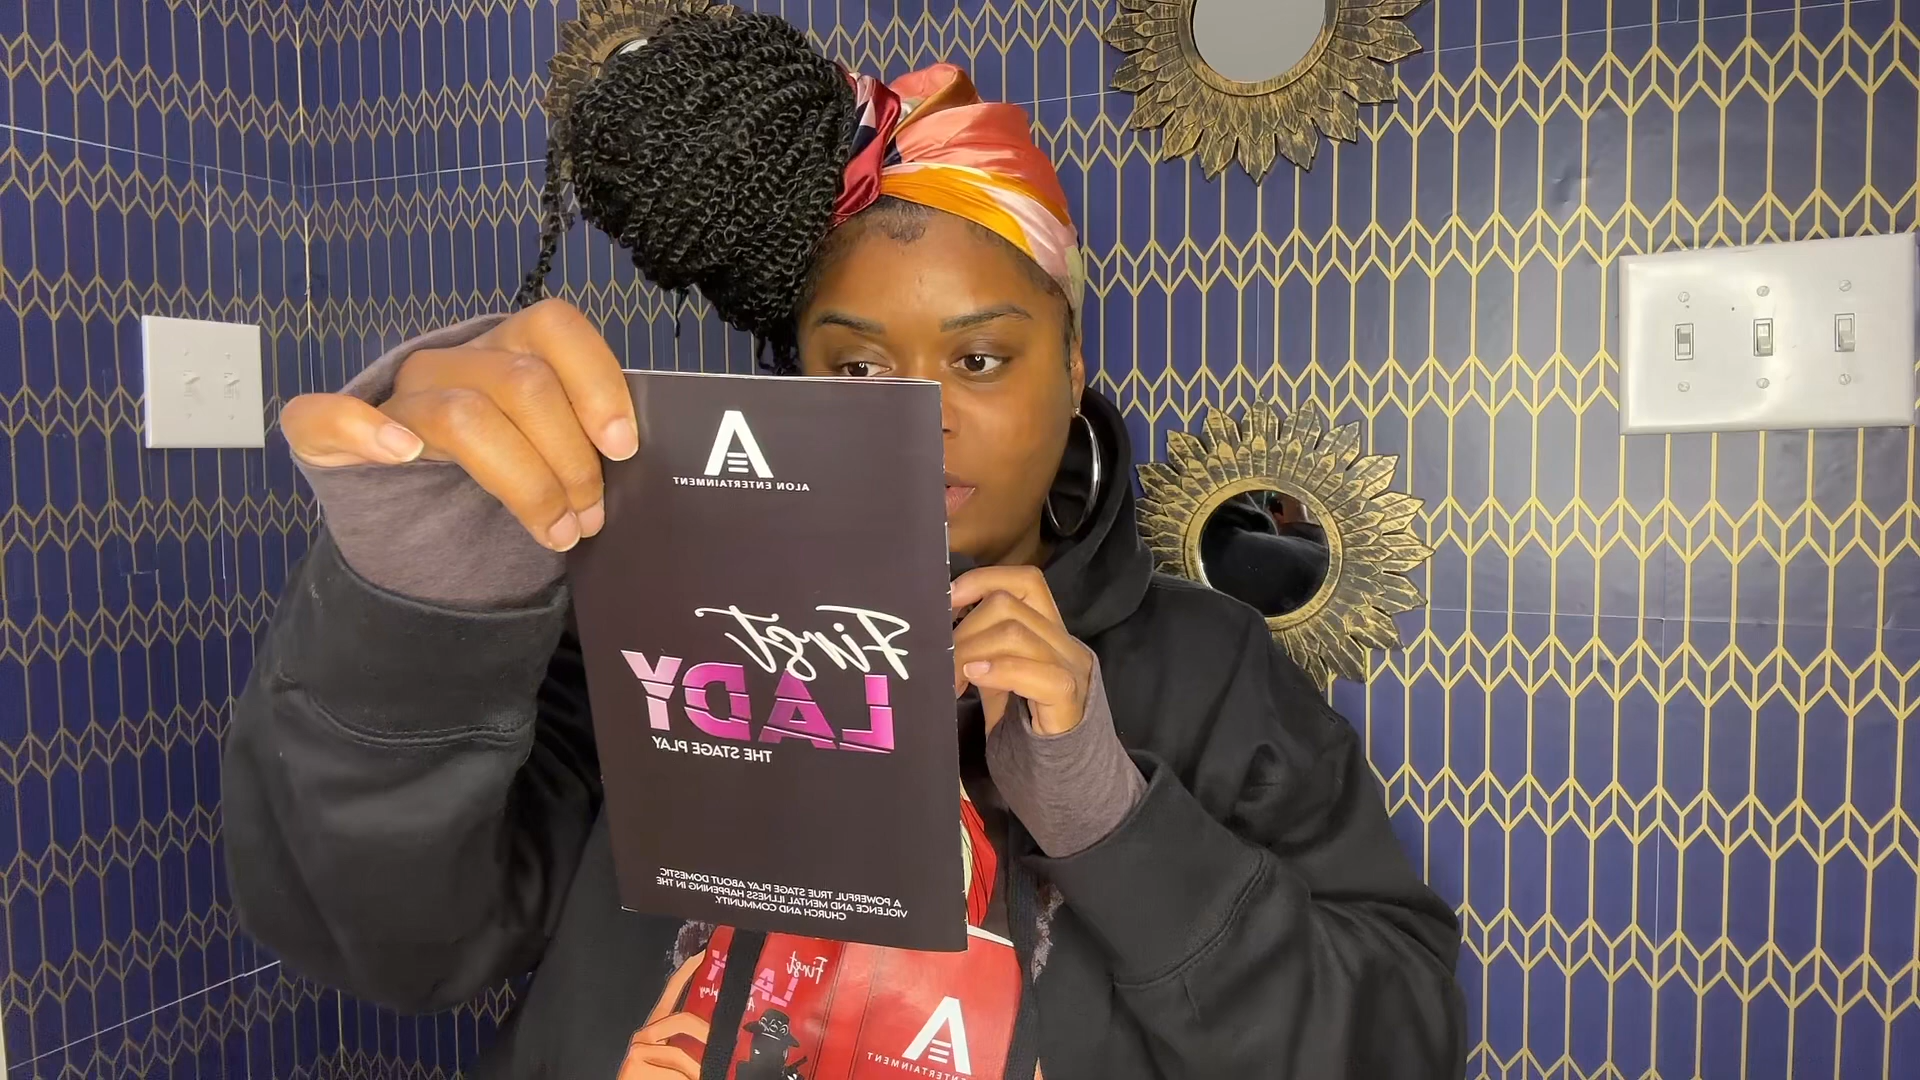 ALON ENTERTAINMENT
First
LADY
THE STAGE PLAY
A POWERFUL TRUE STAGE PLAY ABOUT DOMESTIC
VIOLENCE AND MENTAL ILLNESS HAPPENING IN THE
CHURCH AND COMMUNITY.
First
LADY
play
ENTERTAINMENT